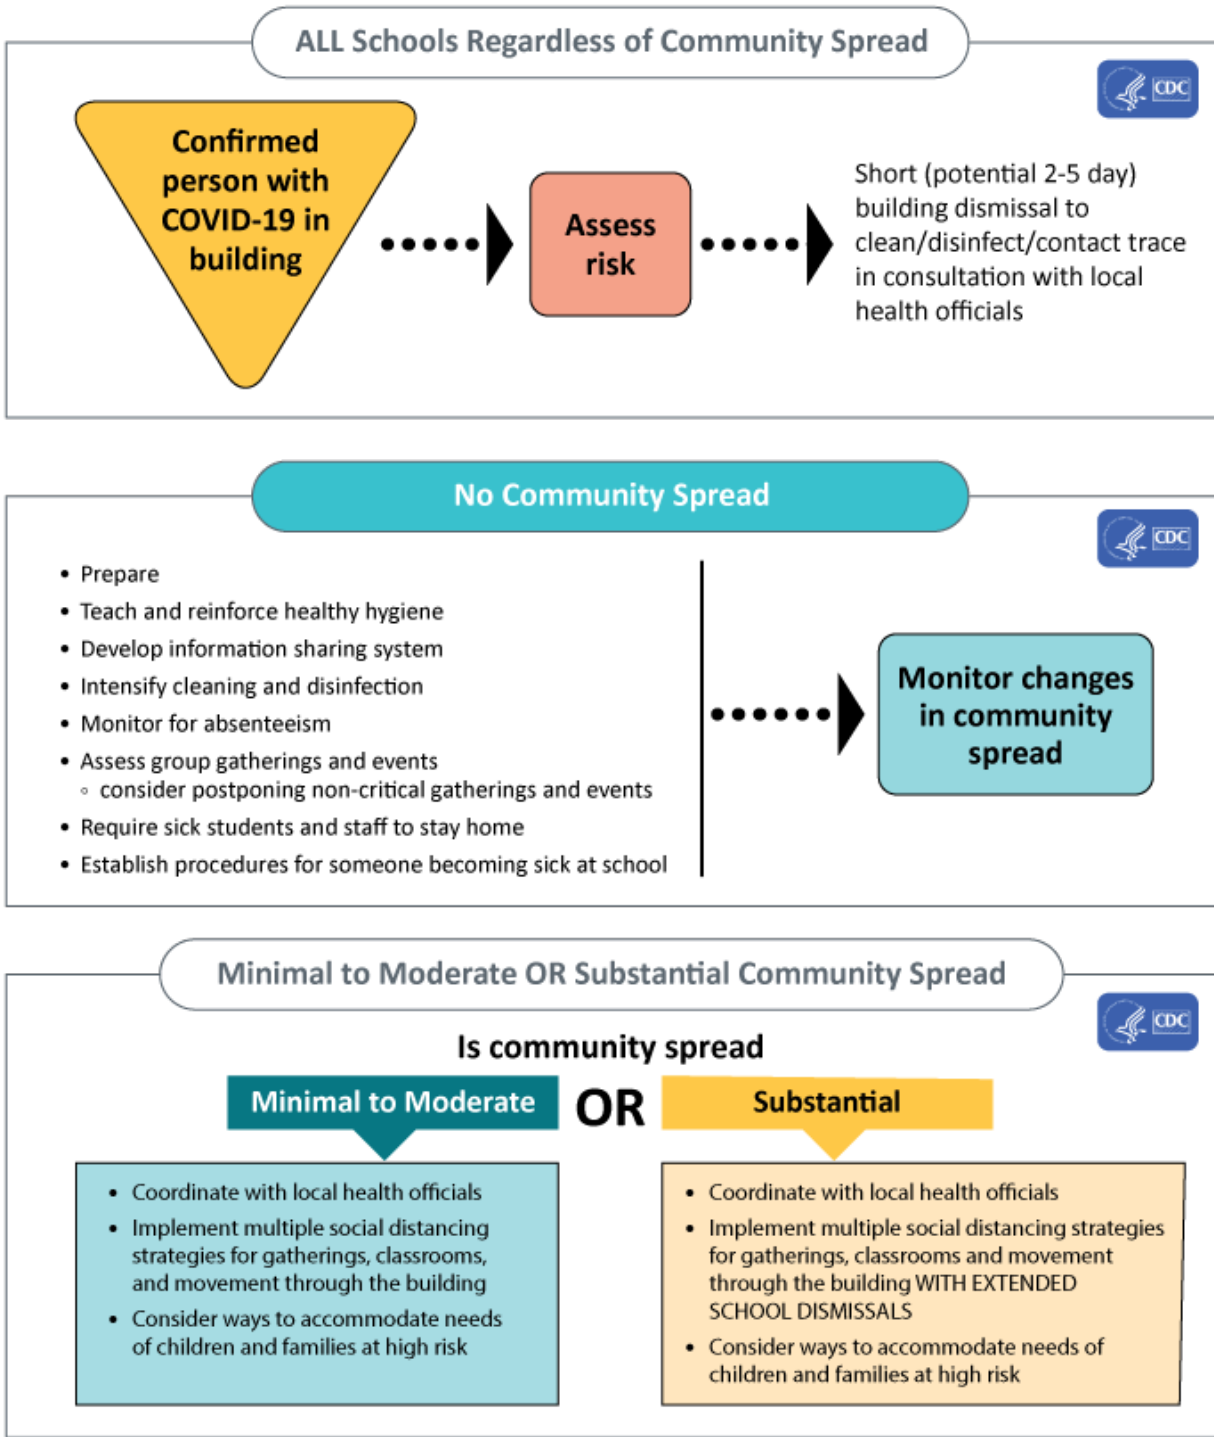 ALL Schools Regardless of Community Spread
CDC
Confirmed
person with
COVID-19 in
building
Assess
risk
Short (potential 2-5 day)
building dismissal to
clean/disinfect/contact trace
in consultation with local
health officials
No Community Spread
CDC
• Prepare
• Teach and reinforce healthy hygiene
• Develop information sharing system
• Intensify cleaning and disinfection
• Monitor for absenteeism
• Assess group gatherings and events
◦ consider postponing non-critical gatherings and events
• Require sick students and staff to stay home
• Establish procedures for someone becoming sick at school
Monitor changes
in community
spread
Minimal to Moderate OR Substantial Community Spread
CDC
Is community spread
Minimal to Moderate
OR
Substantial
• Coordinate with local health officials
• Implement multiple social distancing
strategies for gatherings, classrooms,
and movement through the building
• Consider ways to accommodate needs
of children and families at high risk
• Coordinate with local health officials
• Implement multiple social distancing strategies
for gatherings, classrooms and movement
through the building WITH EXTENDED
SCHOOL DISMISSALS
• Consider ways to accommodate needs of
children and families at high risk